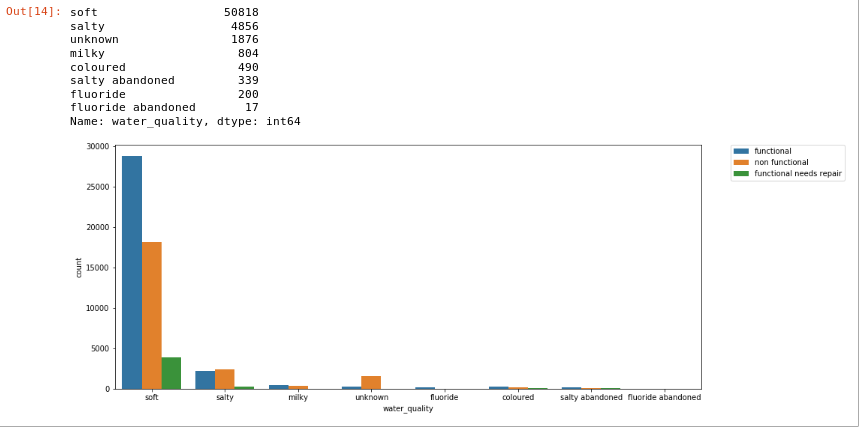 Out[14]: soft 50818
salty 4856
unknown 1876
milky 804
coloured 490
salty abandoned 339
fluoride 200
fluoride abandoned 17
Name: water_quality, dtype: int64
30000
25000
20000
15000
10000
5000
0
count
soft salty milky unknown fluoride coloured salty abandoned fluoride abandoned
water_quality
functional
non functional
functional needs repair